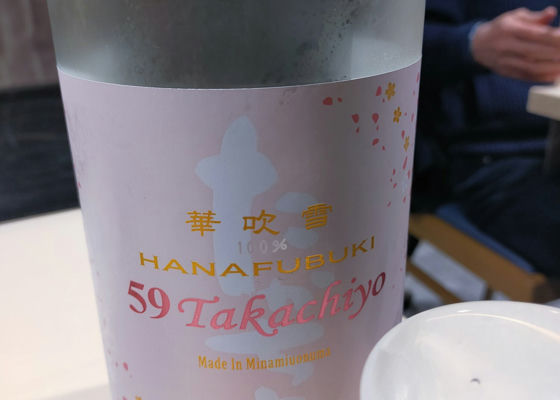 華吹雪
100%
HANAFUBUKI
59 Takachiyo
Made In Minamiuonuma